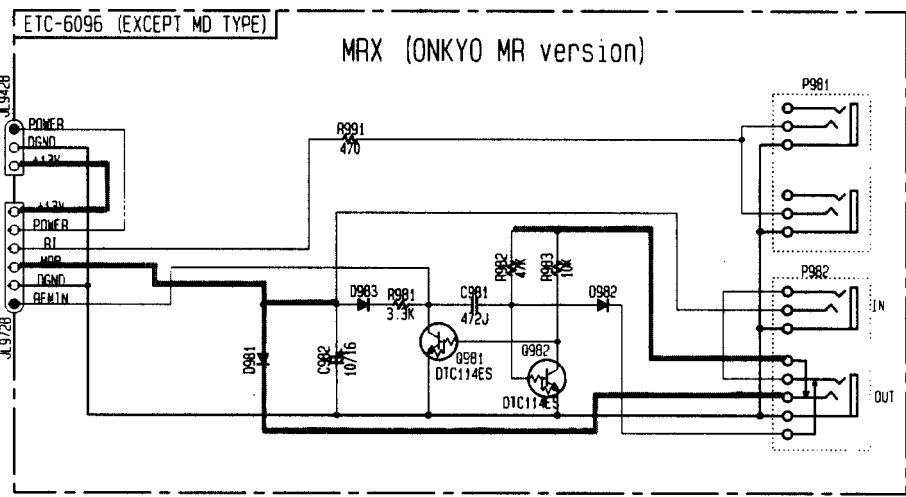 ETC-6096 (EXCEPT MD TYPE)
MRX (ONKYO MR version)
JL942B
POWER
DGND
+13V
+13V
POWER
RI
MRR
DGND
REMIN
JL972B
R991
470
P981
P982
IN
OUT
R982
47K
R983
10K
D983
R981
3.3K
C981
472J
D982
D981
C982
10/16
Q981
DTC114ES
Q982
DTC114ES